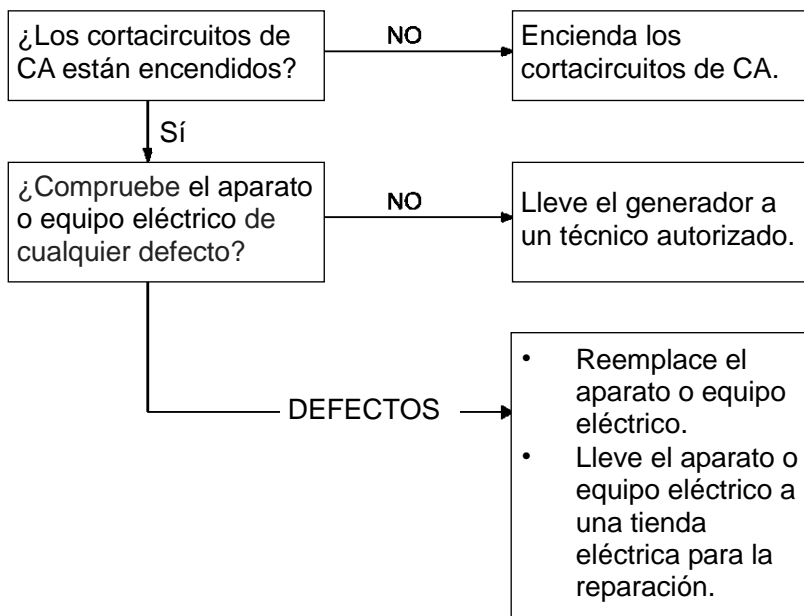 ¿Los cortacircuitos de
CA están encendidos?
NO
Encienda los
cortacircuitos de CA.
Sí
¿Compruebe el aparato
o equipo eléctrico de
cualquier defecto?
NO
Lleve el generador a
un técnico autorizado.
DEFECTOS
• Reemplace el
aparato o equipo
eléctrico.
• Lleve el aparato o
equipo eléctrico a
una tienda
eléctrica para la
reparación.